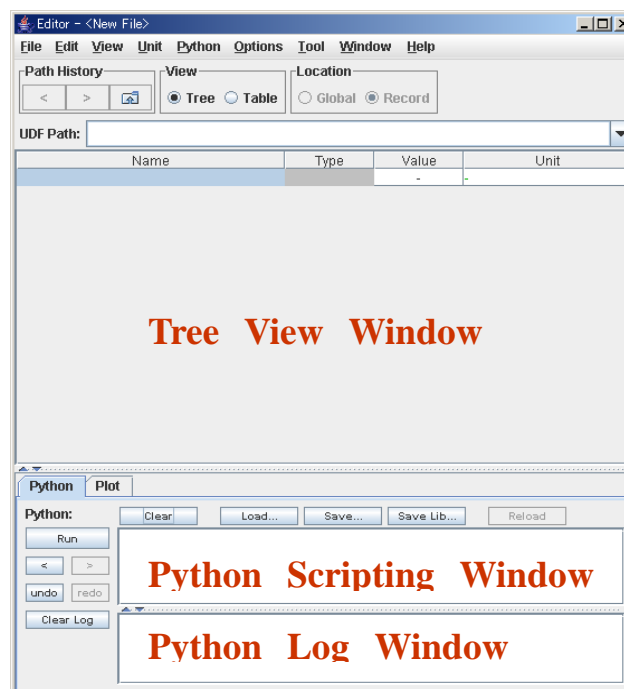 Editor - <New File>
File Edit View Unit Python Options Tool Window Help
Path History View Location
< > Tree Table Global Record
UDF Path:
Name Type Value Unit
- -
Tree View Window
Python Plot
Python: Clear Load... Save... Save Lib... Reload
Run
< >
Python Scripting Window
undo redo
Clear Log
Python Log Window